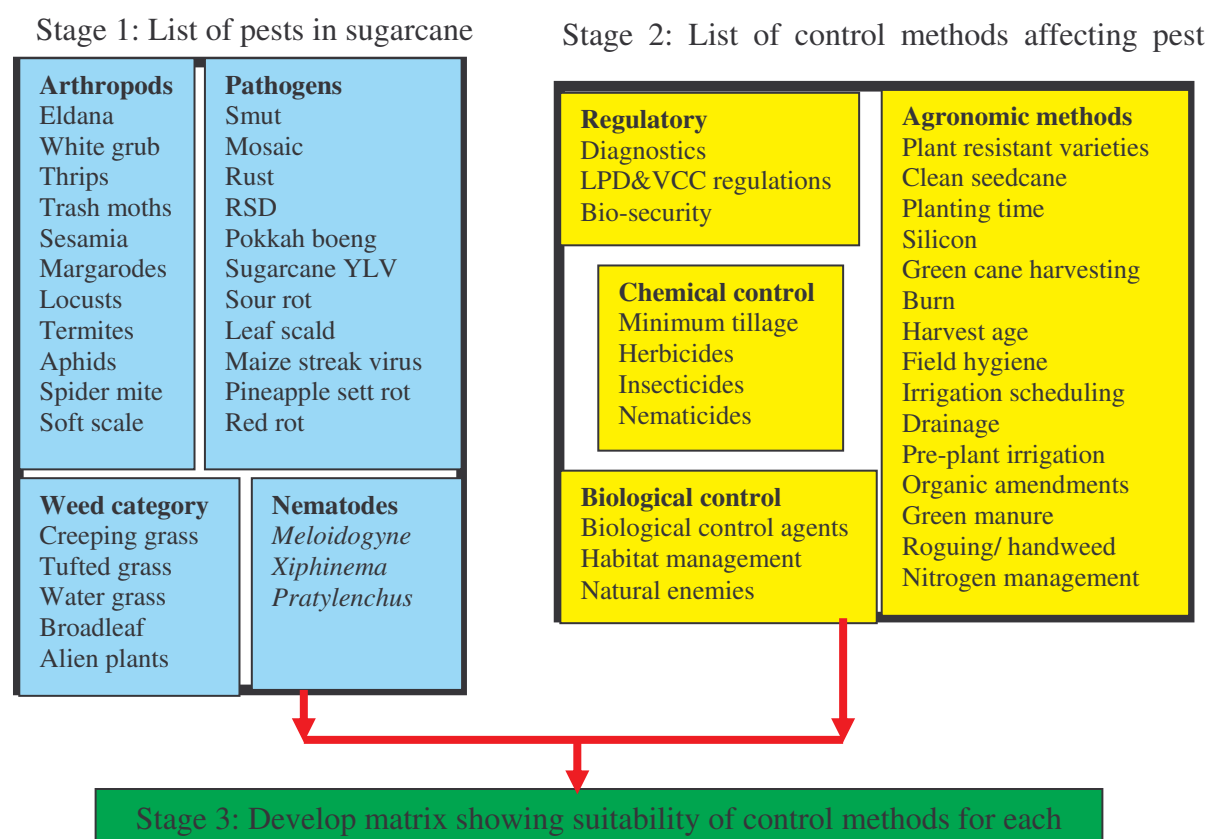 Stage 1: List of pests in sugarcane
Arthropods
Eldana
White grub
Thrips
Trash moths
Sesamia
Margarodes
Locusts
Termites
Aphids
Spider mite
Soft scale
Pathogens
Smut
Mosaic
Rust
RSD
Pokkah boeng
Sugarcane YLV
Sour rot
Leaf scald
Maize streak virus
Pineapple sett rot
Red rot
Weed category
Creeping grass
Tufted grass
Water grass
Broadleaf
Alien plants
Nematodes
Meloidogyne
Xiphinema
Pratylenchus
Stage 2: List of control methods affecting pest
Regulatory
Diagnostics
LPD&VCC regulations
Bio-security
Chemical control
Minimum tillage
Herbicides
Insecticides
Nematicides
Biological control
Biological control agents
Habitat management
Natural enemies
Agronomic methods
Plant resistant varieties
Clean seedcane
Planting time
Silicon
Green cane harvesting
Burn
Harvest age
Field hygiene
Irrigation scheduling
Drainage
Pre-plant irrigation
Organic amendments
Green manure
Roguing/ handweed
Nitrogen management
Stage 3: Develop matrix showing suitability of control methods for each